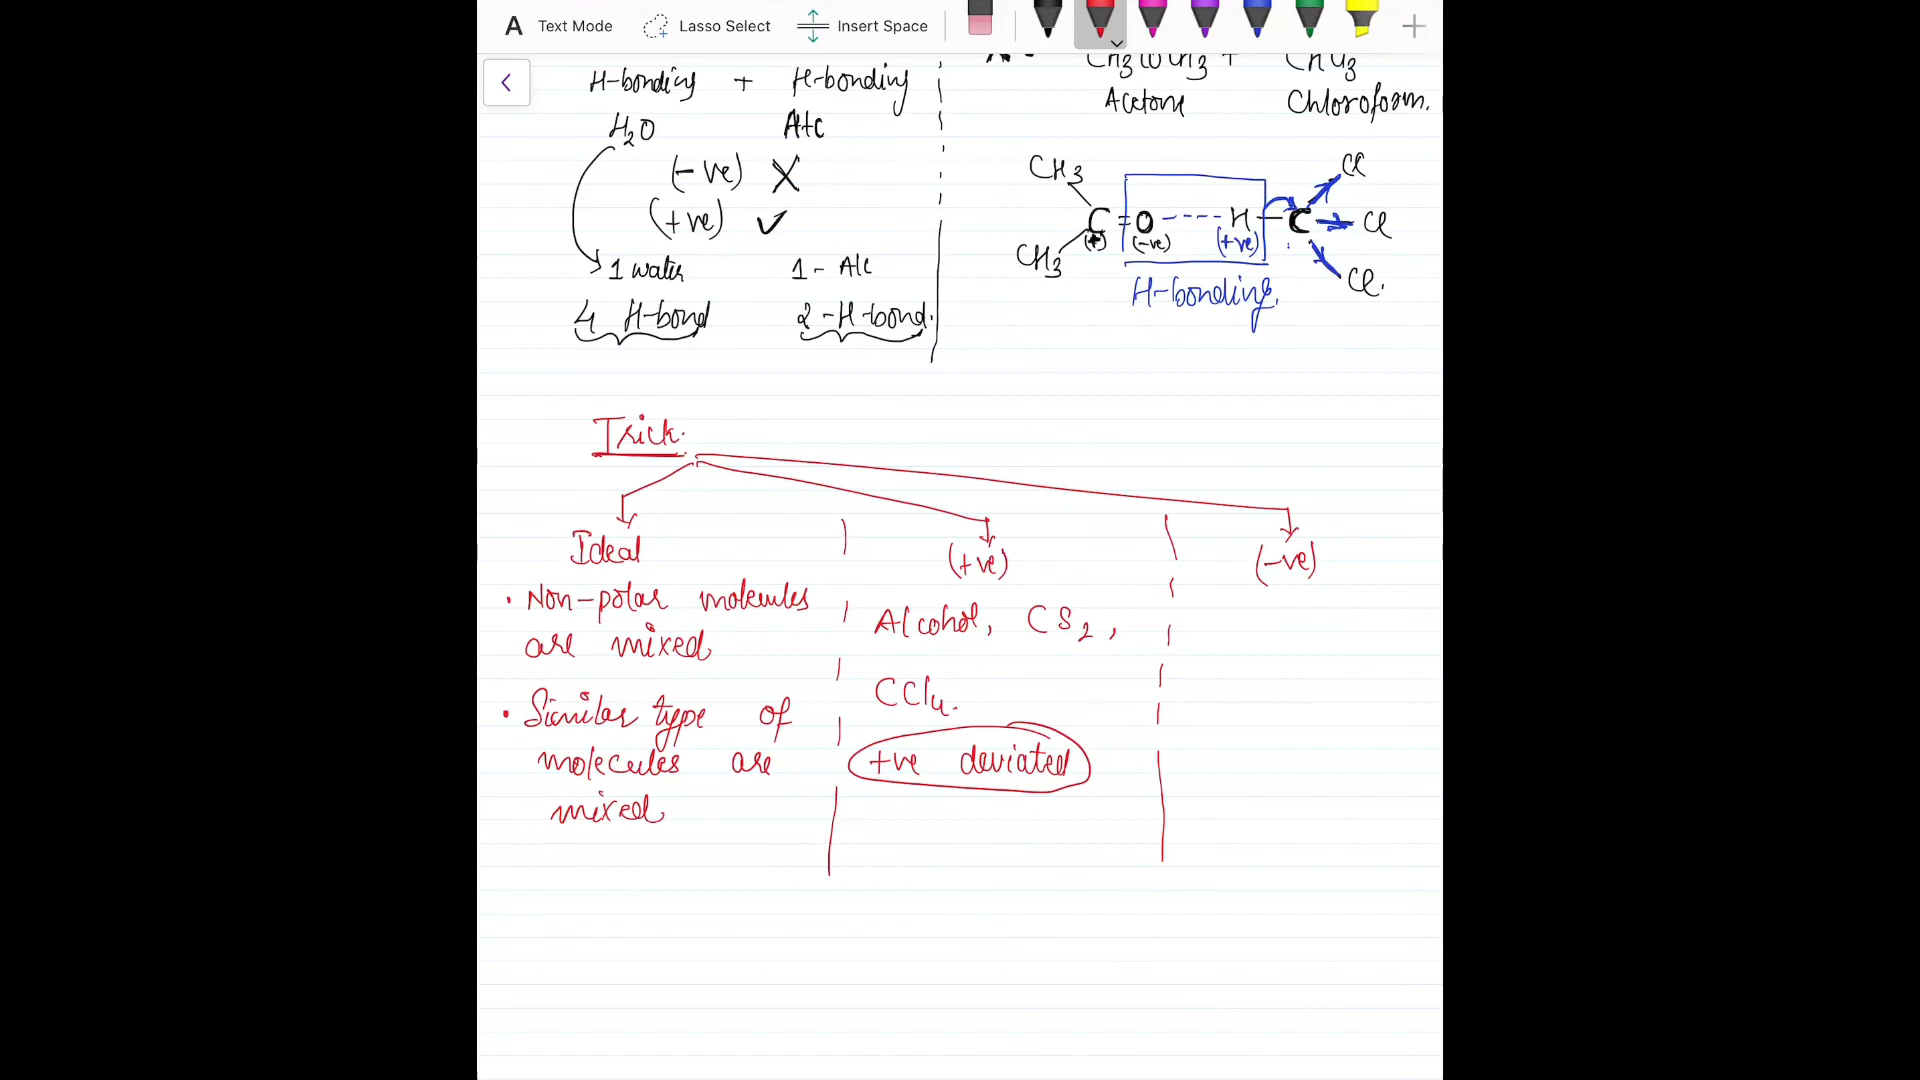 A Text Mode Lasso Select Insert Space
H-bonding + H-bonding
H2O Alc
(-ve) X
(+ve) ✓
1 water 1 - Alc
4 H-bond 2 -H-bond.
CH3COCH3 + CHCl3
Acetone Chloroform.
CH3 Cl
C = O ---- H - C Cl
(+) (-ve) (+ve)
CH3 Cl.
H-bonding.
Trick.
Ideal (+ve) (-ve)
• Non-polar molecules
are mixed
• Similar type of
molecules are
mixed
Alcohol, CS2,
CCl4.
+ve deviated